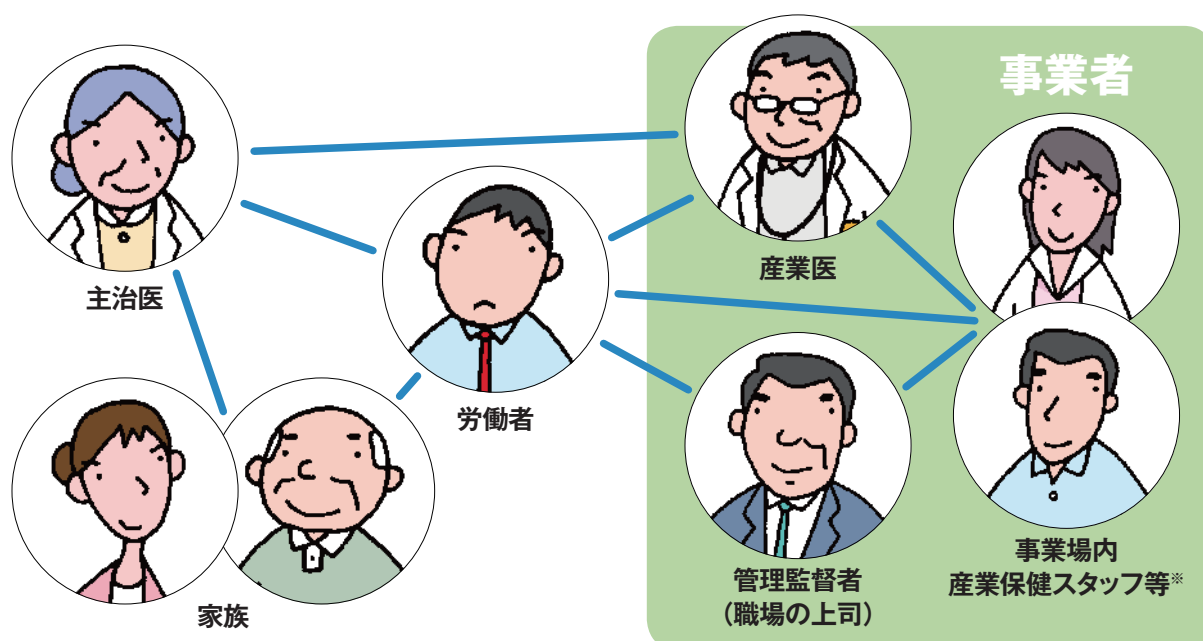 事業者
主治医
産業医
労働者
家族
管理監督者
(職場の上司)
事業場内
産業保健スタッフ等※